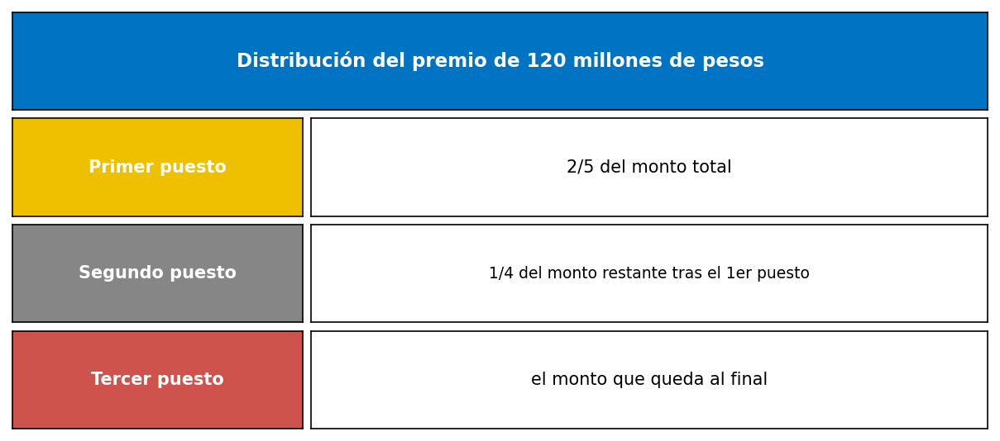 Distribución del premio de 120 millones de pesos
Primer puesto
2/5 del monto total
Segundo puesto
1/4 del monto restante tras el 1er puesto
Tercer puesto
el monto que queda al final